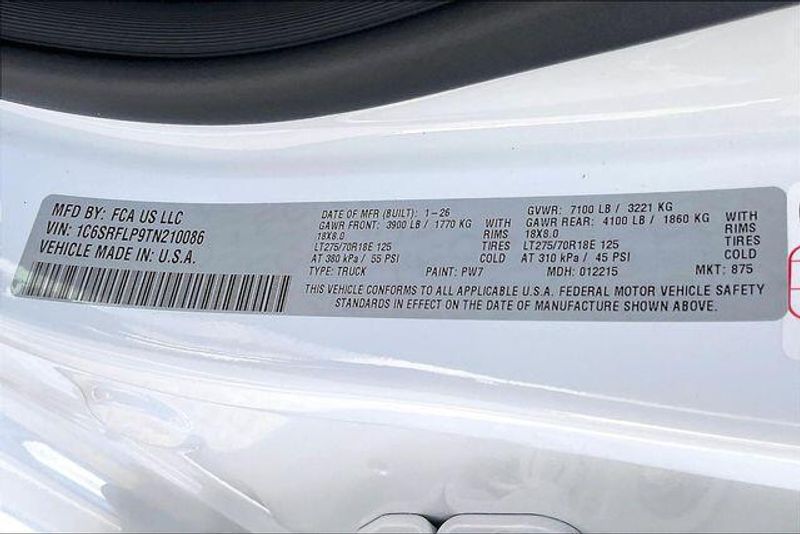 MFD BY: FCA US LLC
VIN: 1C6SRFLP9TN210086
VEHICLE MADE IN: U.S.A.
DATE OF MFR (BUILT): 1-26
GVWR: 7100 LB / 3221 KG
GAWR FRONT: 3900 LB / 1770 KG WITH
18X8.0 RIMS
LT275/70R18E 125 TIRES
AT 380 kPa / 55 PSI COLD
GAWR REAR: 4100 LB / 1860 KG WITH
18X8.0 RIMS
LT275/70R18E 125 TIRES
AT 310 kPa / 45 PSI COLD
TYPE: TRUCK PAINT: PW7 MDH: 012215 MKT: 875
THIS VEHICLE CONFORMS TO ALL APPLICABLE U.S.A. FEDERAL MOTOR VEHICLE SAFETY
STANDARDS IN EFFECT ON THE DATE OF MANUFACTURE SHOWN ABOVE.